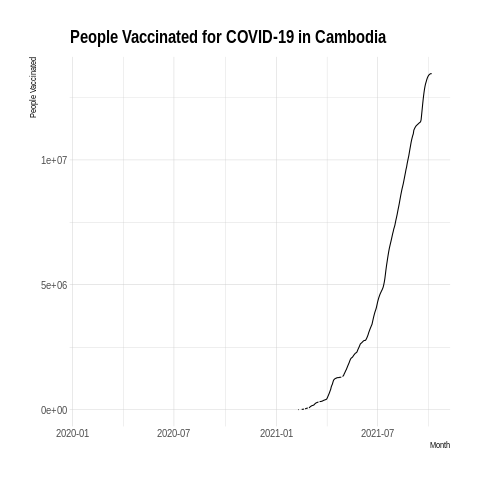 People Vaccinated for COVID-19 in Cambodia
People Vaccinated
1e+07
5e+06
0e+00
2020-01 2020-07 2021-01 2021-07
Month